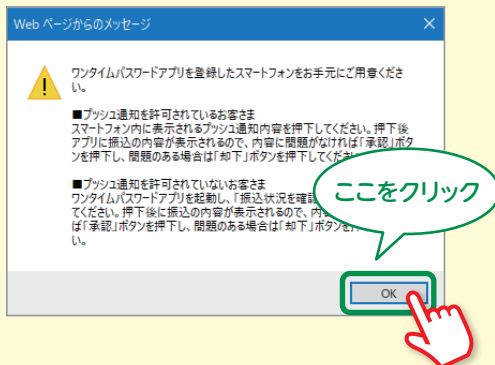 Web ページからのメッセージ
ワンタイムパスワードアプリを登録したスマートフォンをお手元にご用意くださ
い。
■プッシュ通知を許可されているお客さま
スマートフォン内に表示されるプッシュ通知内容を押下してください。押下後
アプリに振込の内容が表示されるので、内容に問題がなければ「承認」ボタ
ンを押下し、問題のある場合は「却下」ボタンを押下してくださ
■プッシュ通知を許可されていないお客さま
ワンタイムパスワードアプリを起動し、「振込状況を確認
てください。押下後に振込の内容が表示されるので、内
ば「承認」ボタンを押下し、問題のある場合は「却下」ボタンを
い。
ここをクリック
OK